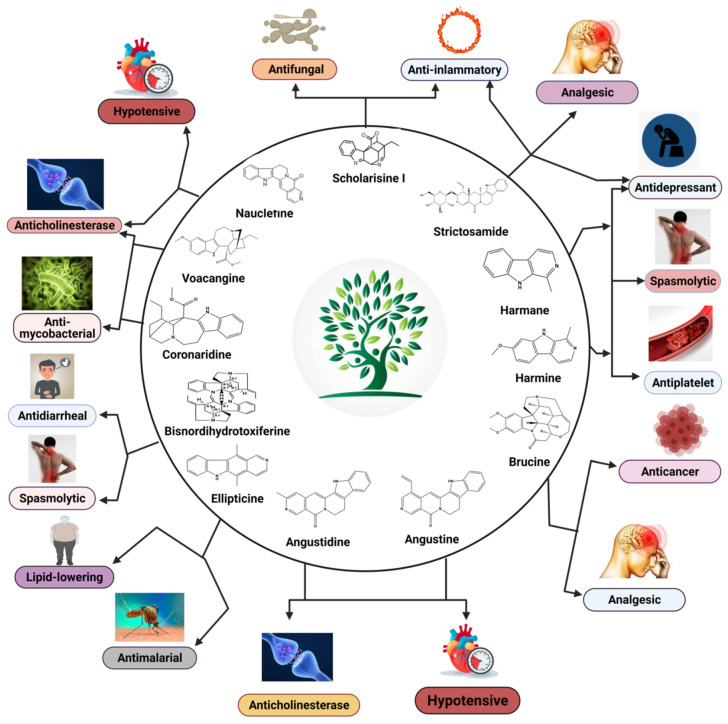 Antifungal
Anti-inlammatory
Analgesic
Hypotensive
Antidepressant
Anticholinesterase
Spasmolytic
Anti-
mycobacterial
Antiplatelet
Antidiarrheal
Anticancer
Spasmolytic
Lipid-lowering
Analgesic
Antimalarial
Anticholinesterase
Hypotensive
Scholarisine I
Naucletine
Strictosamide
Voacangine
Harmane
Coronaridine
Harmine
Bisnordihydrotoxiferine
Brucine
Ellipticine
Angustidine
Angustine